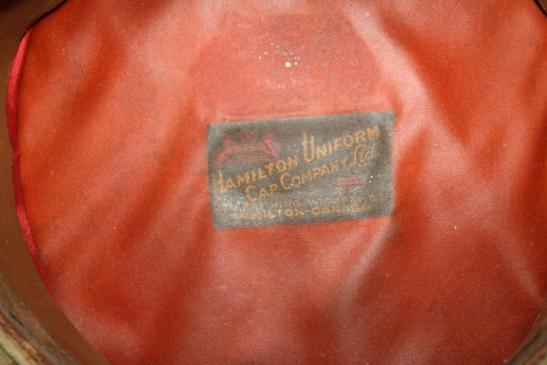 HAMILTON UNIFORM
CAP COMPANY Ltd.
HAMILTON-CANADA